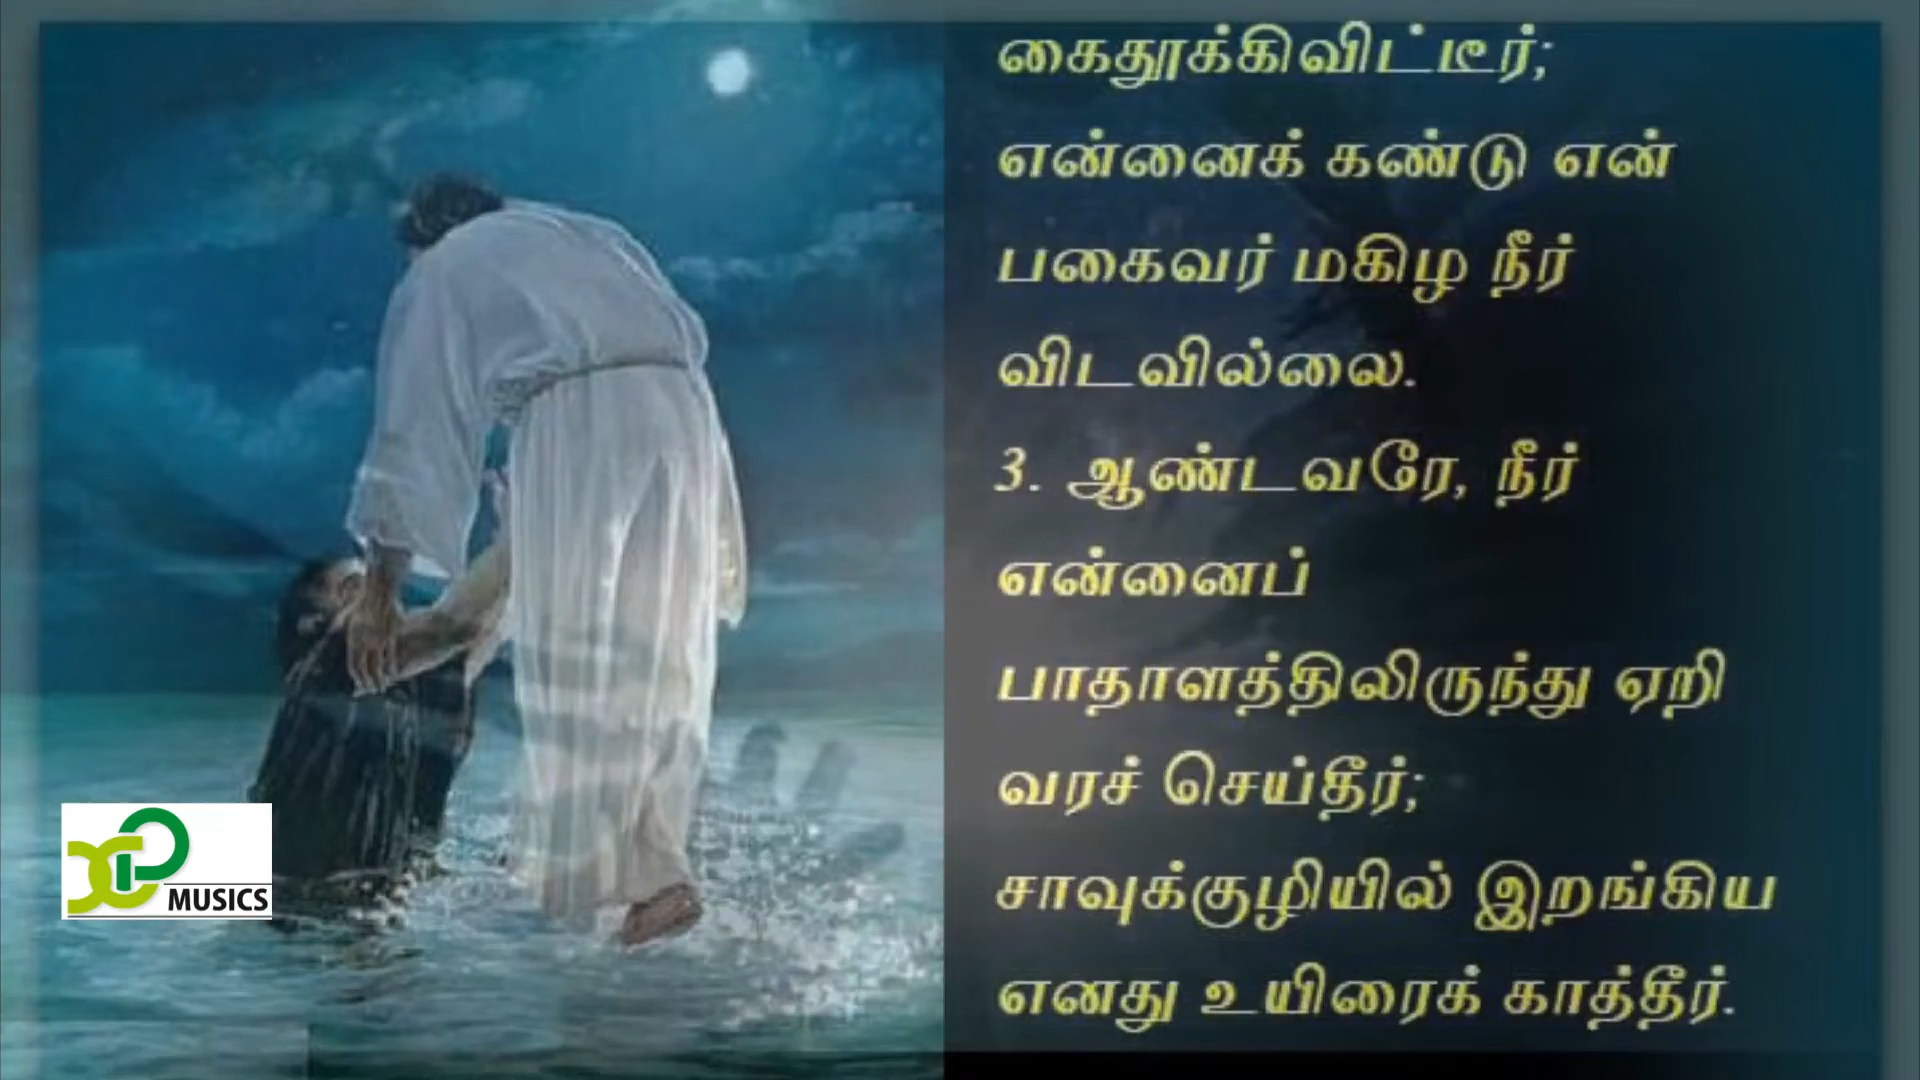 கைதூக்கிவிட்டீர்;
என்னைக் கண்டு என்
பகைவர் மகிழ நீர்
விடவில்லை.
3. ஆண்டவரே, நீர்
என்னைப்
பாதாளத்திலிருந்து ஏறி
வரச் செய்தீர்;
சாவுக்குழியில் இறங்கிய
எனது உயிரைக் காத்தீர்.
MUSICS